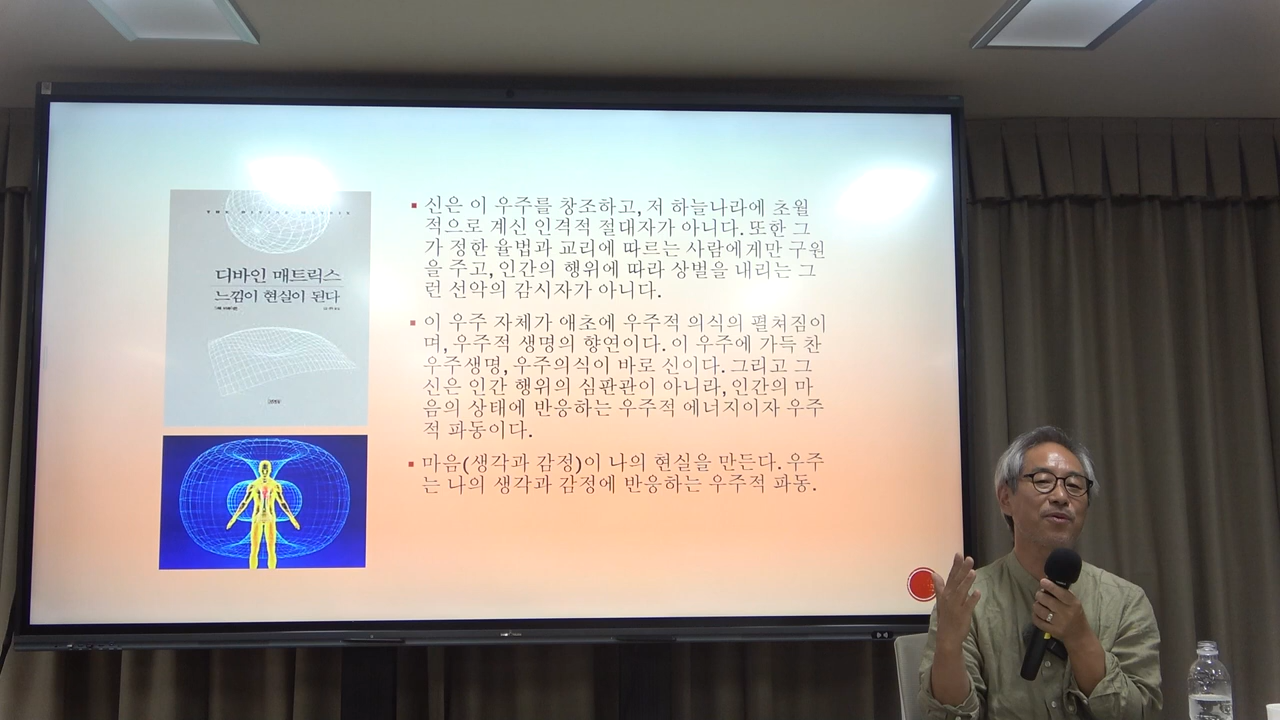 THE DIVINE MATRIX
디바인 매트릭스
느낌이 현실이 된다
신은 이 우주를 창조하고, 저 하늘나라에 초월
적으로 계신 인격적 절대자가 아니다. 또한 그
가 정한 율법과 교리에 따르는 사람에게만 구원
을 주고, 인간의 행위에 따라 상벌을 내리는 그
런 선악의 감시자가 아니다.
이 우주 자체가 애초에 우주적 의식의 펼쳐짐이
며, 우주적 생명의 향연이다. 이 우주에 가득 찬
우주생명, 우주의식이 바로 신이다. 그리고 그
신은 인간 행위의 심판관이 아니라, 인간의 마
음의 상태에 반응하는 우주적 에너지이자 우주
적 파동이다.
마음(생각과 감정)이 나의 현실을 만든다. 우주
는 나의 생각과 감정에 반응하는 우주적 파동.